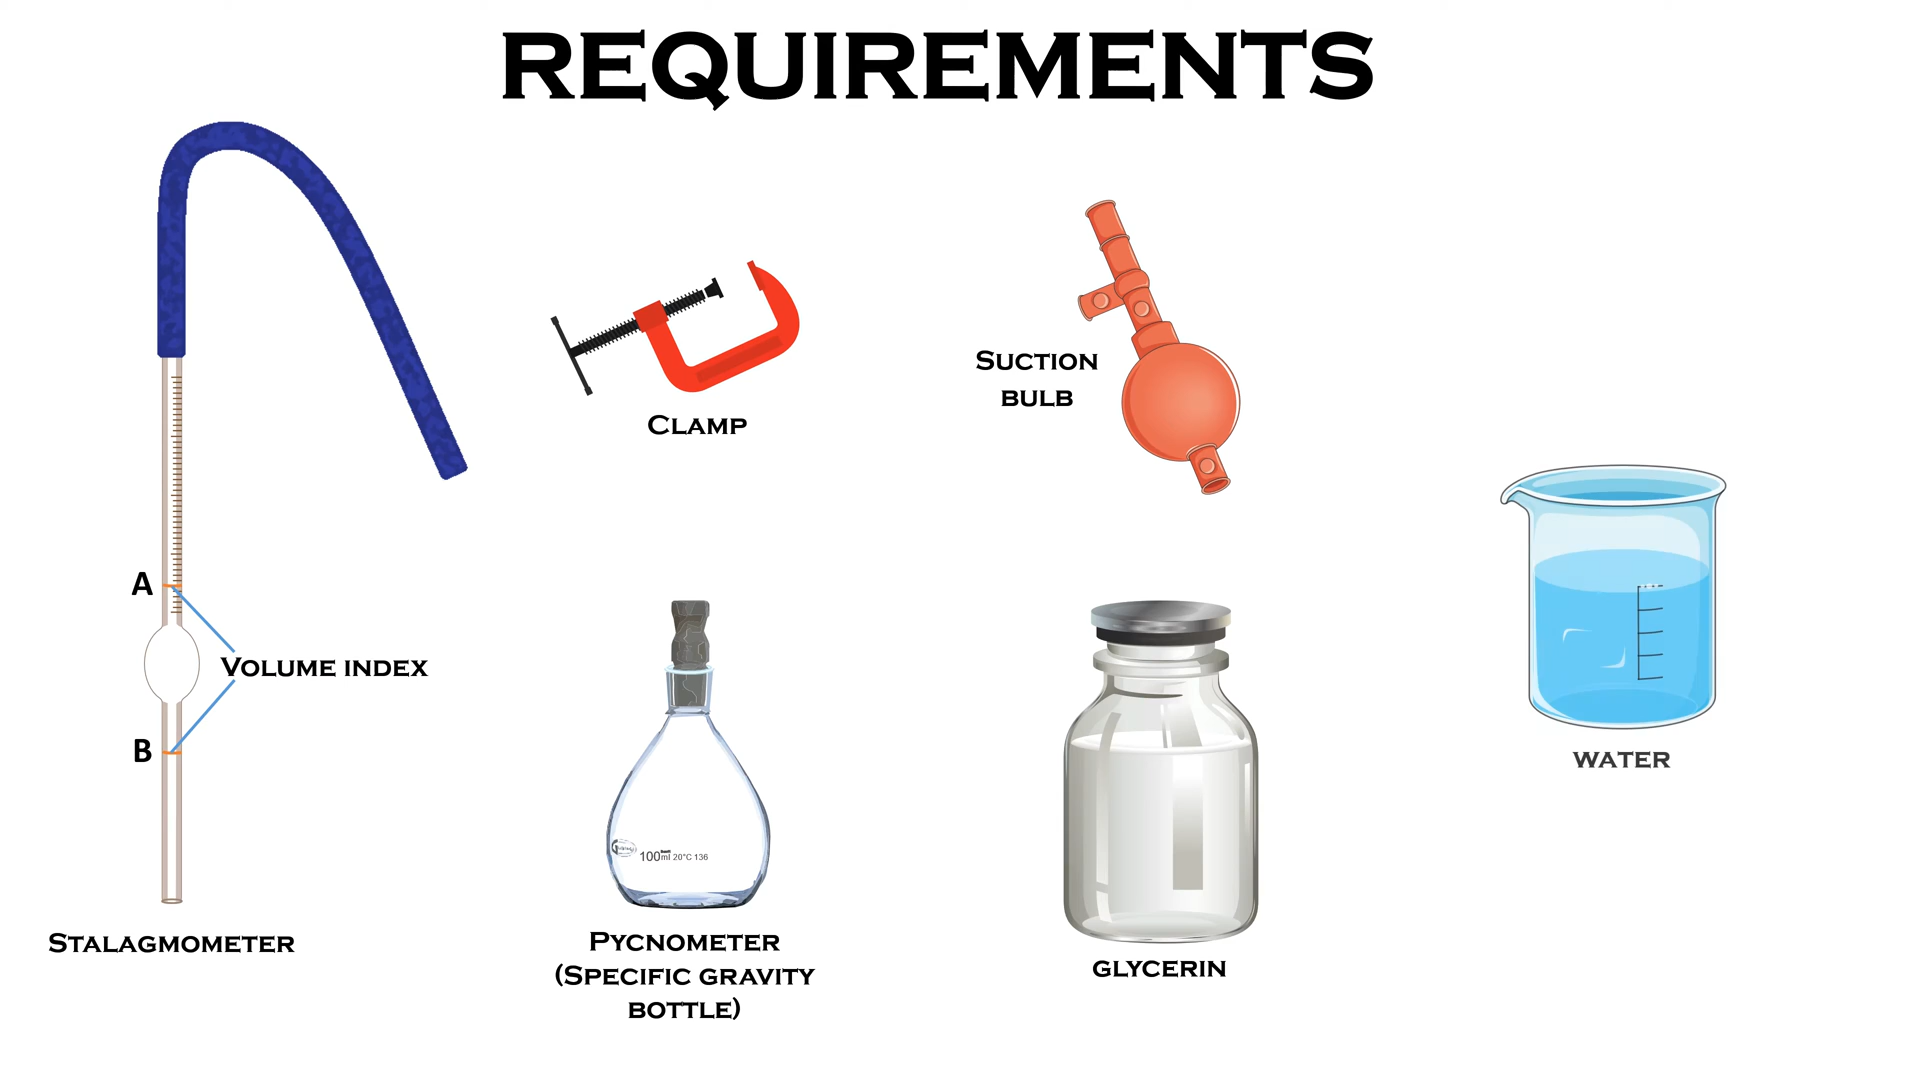 REQUIREMENTS
CLAMP
SUCTION
BULB
A
VOLUME INDEX
B
WATER
100ml 20°C 136
STALAGMOMETER
PYCNOMETER
(SPECIFIC GRAVITY
BOTTLE)
GLYCERIN